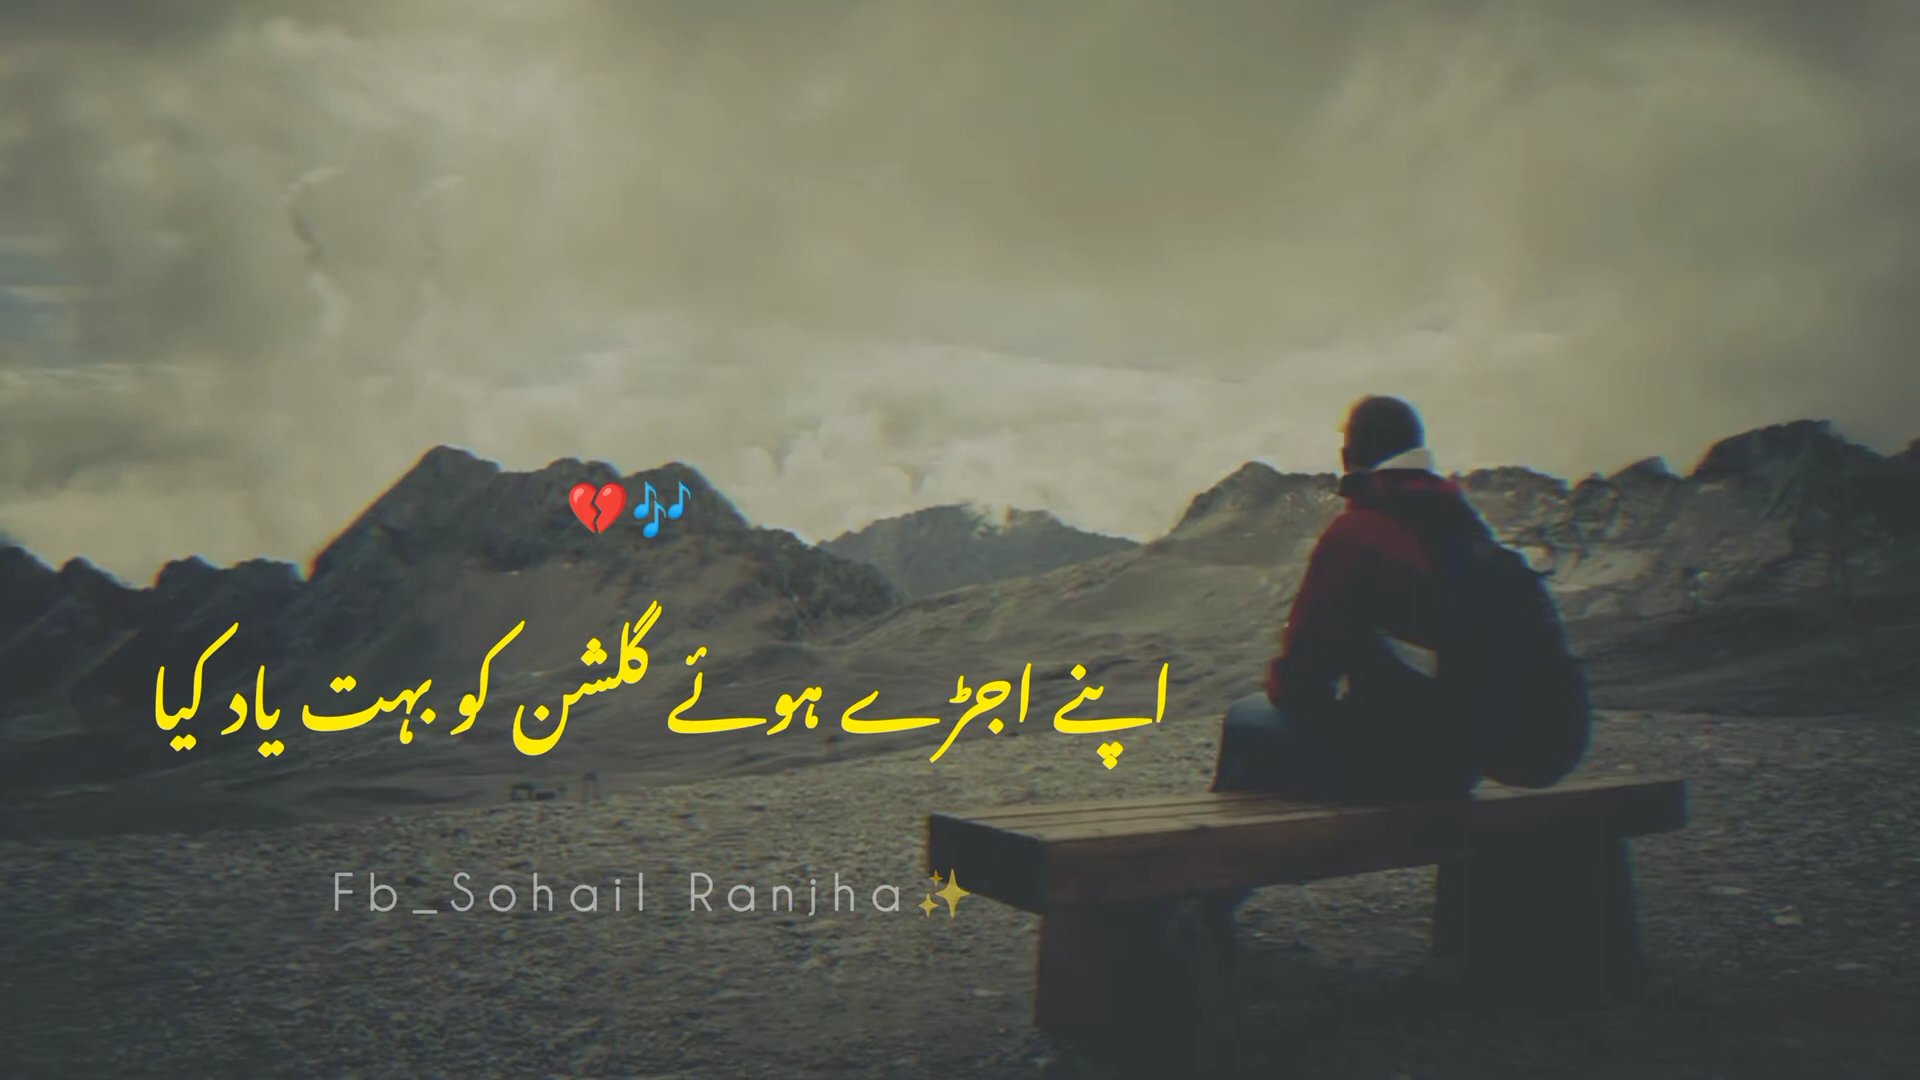 💔🎶
اپنے اجڑے ہوئے گلشن کو بہت یاد کیا
Fb_Sohail Ranjha✨